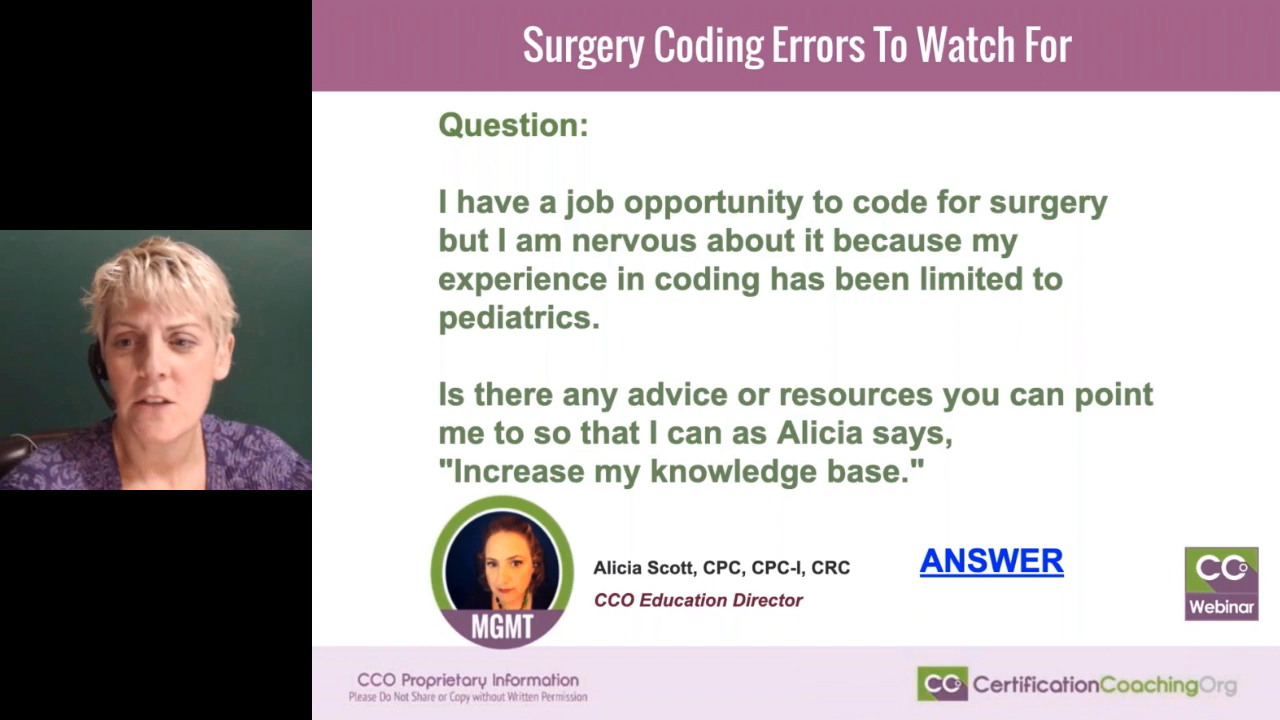 Surgery Coding Errors To Watch For
Question:
I have a job opportunity to code for surgery
but I am nervous about it because my
experience in coding has been limited to
pediatrics.
Is there any advice or resources you can point
me to so that I can as Alicia says,
"Increase my knowledge base."
MGMT
Alicia Scott, CPC, CPC-I, CRC
CCO Education Director
ANSWER
CCO
Webinar
CCO Proprietary Information
Please Do Not Share or Copy without Written Permission
CCO CertificationCoachingOrg